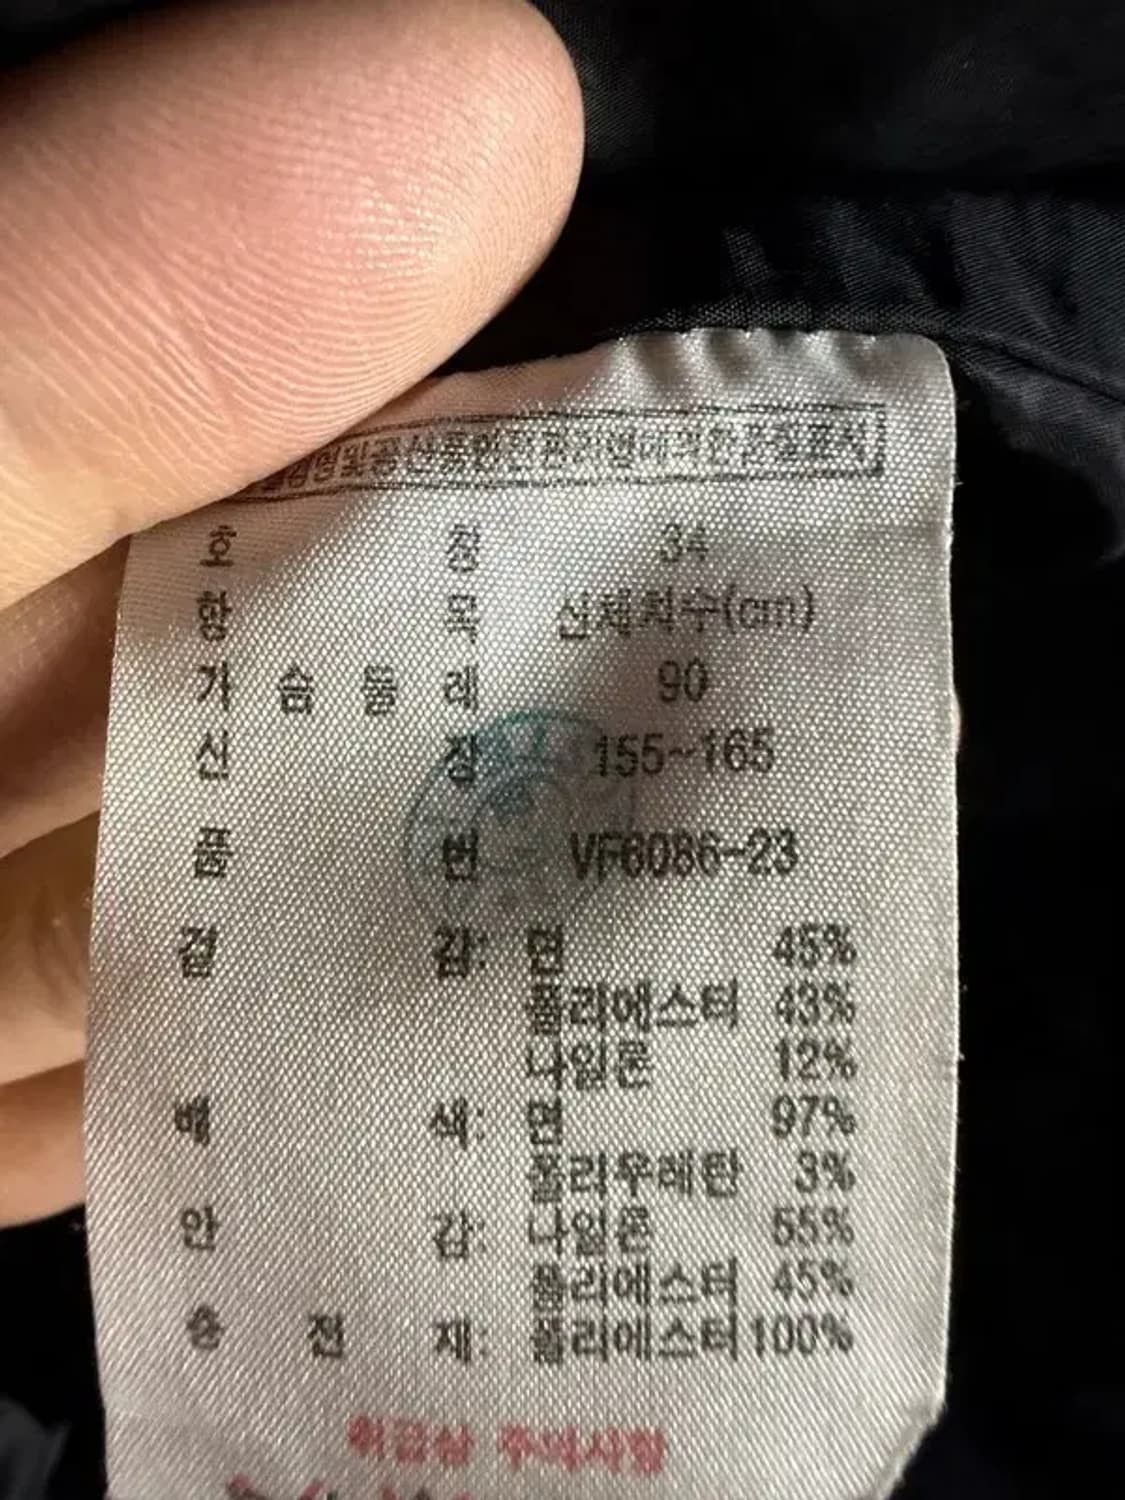 품질경영및공산품안전관리법에의한품질표시
호 칭 34
항 목 신체치수(cm)
가 슴 둘 레 90
신 장 155~165
품 번 VF6086-23
겉 감: 면 45%
폴리에스터 43%
나일론 12%
배 색: 면 97%
폴리우레탄 3%
안 감: 나일론 55%
폴리에스터 45%
충 전 재: 폴리에스터 100%
취급상 주의사항